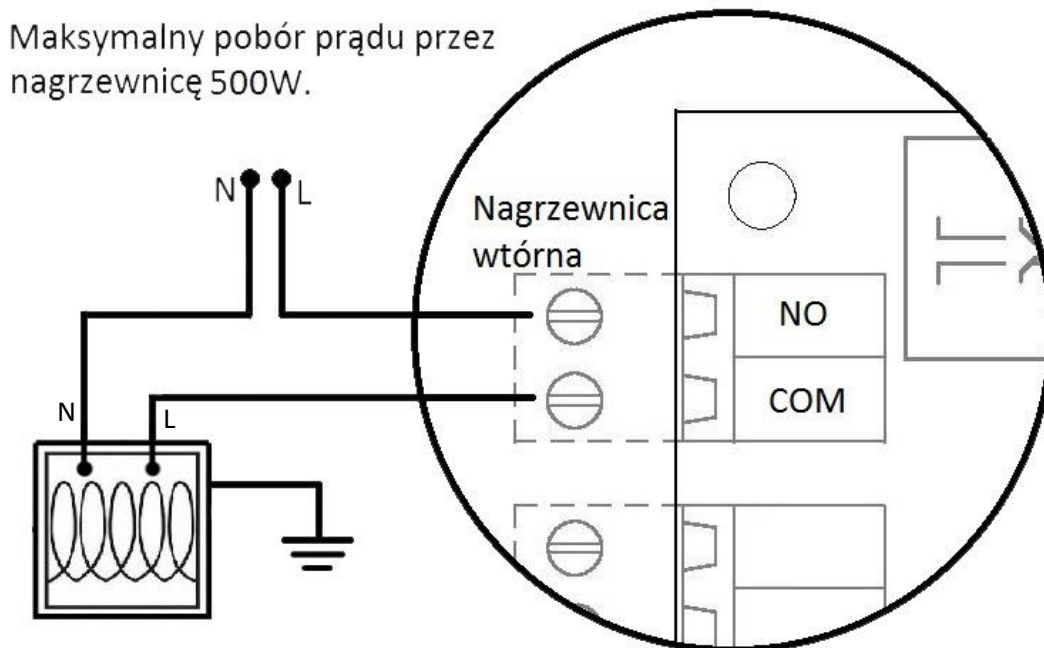 Maksymalny pobór prądu przez
nagrzewnicę 500W.
N L
Nagrzewnica
wtórna
NO
COM
N L